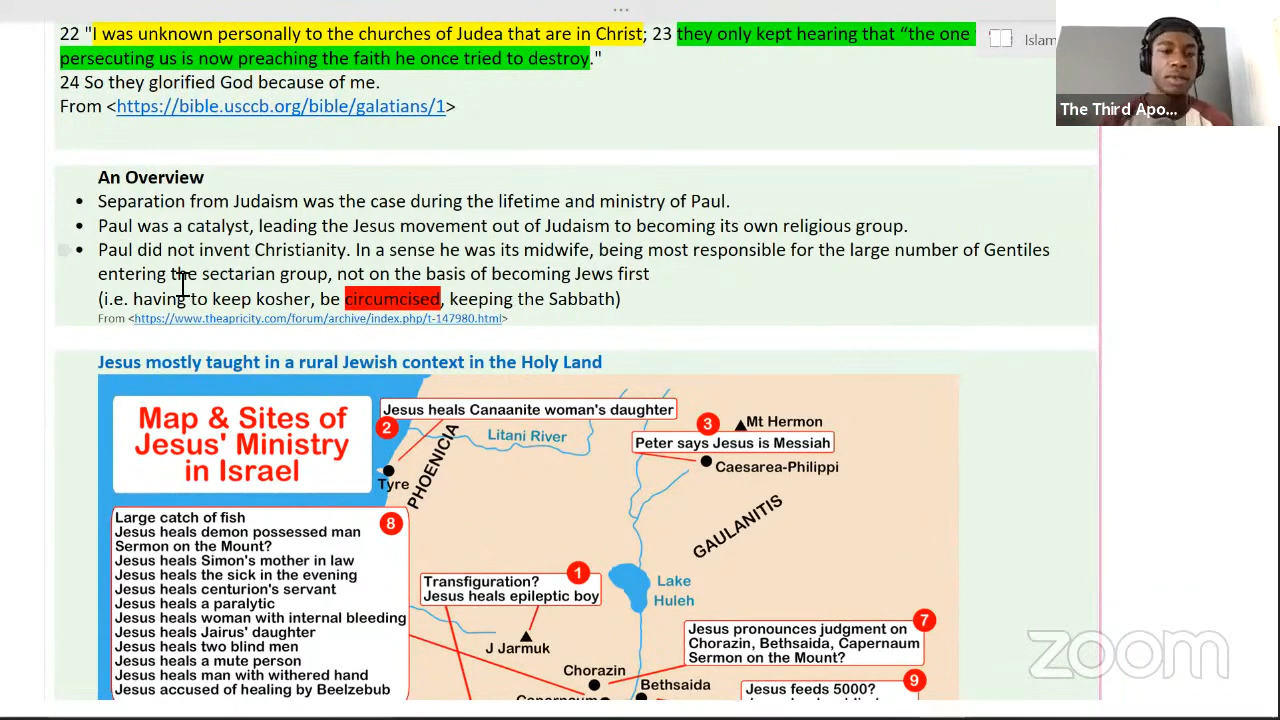 22 "I was unknown personally to the churches of Judea that are in Christ; 23 they only kept hearing that “the one
persecuting us is now preaching the faith he once tried to destroy."
24 So they glorified God because of me.
From <https://bible.usccb.org/bible/galatians/1>
Islam
The Third Apo...
An Overview
• Separation from Judaism was the case during the lifetime and ministry of Paul.
• Paul was a catalyst, leading the Jesus movement out of Judaism to becoming its own religious group.
• Paul did not invent Christianity. In a sense he was its midwife, being most responsible for the large number of Gentiles
entering the sectarian group, not on the basis of becoming Jews first
(i.e. having to keep kosher, be circumcised, keeping the Sabbath)
From <https://www.theapricity.com/forum/archive/index.php/t-147980.html>
Jesus mostly taught in a rural Jewish context in the Holy Land
Map & Sites of
Jesus' Ministry
in Israel
2
Jesus heals Canaanite woman's daughter
Litani River
PHOENICIA
Tyre
3
Mt Hermon
Peter says Jesus is Messiah
Caesarea-Philippi
GAULANITIS
8
Large catch of fish
Jesus heals demon possessed man
Sermon on the Mount?
Jesus heals Simon's mother in law
Jesus heals the sick in the evening
Jesus heals centurion's servant
Jesus heals a paralytic
Jesus heals woman with internal bleeding
Jesus heals Jairus' daughter
Jesus heals two blind men
Jesus heals a mute person
Jesus heals man with withered hand
Jesus accused of healing by Beelzebub
1
Transfiguration?
Jesus heals epileptic boy
J Jarmuk
Lake
Huleh
7
Jesus pronounces judgment on
Chorazin, Bethsaida, Capernaum
Sermon on the Mount?
Chorazin
Bethsaida
9
Jesus feeds 5000?
zoom